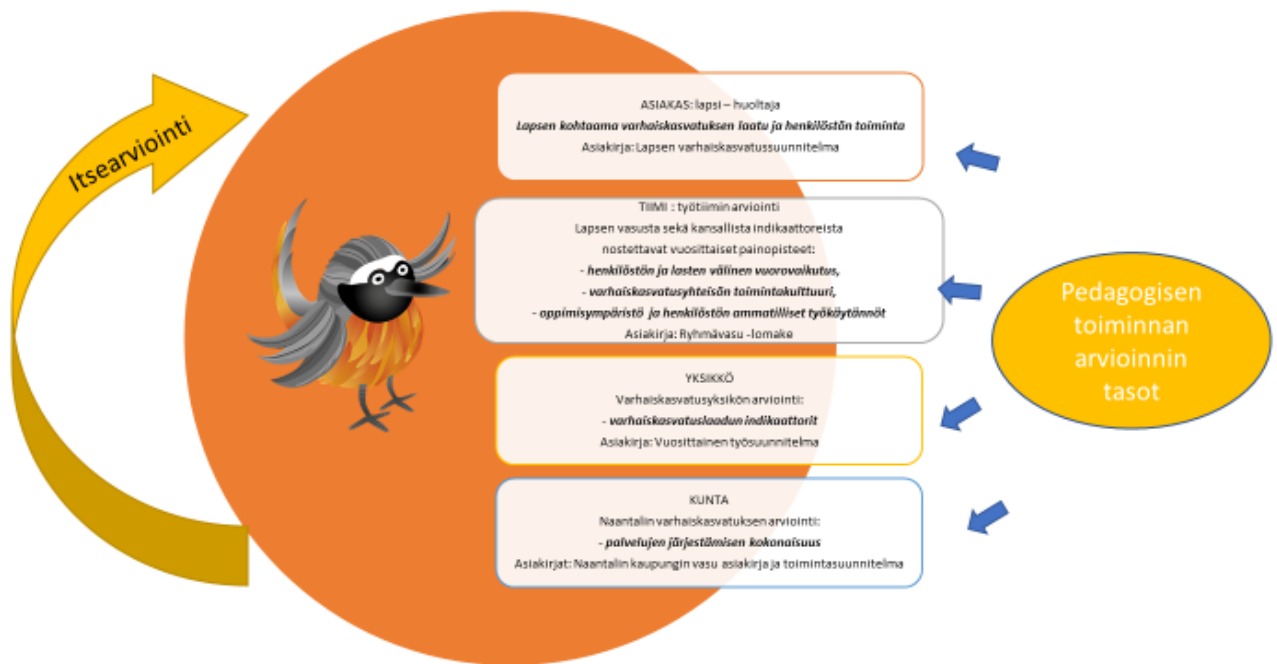 Itsearviointi
ASIAKAS: lapsi – huoltaja
Lapsen kohtaama varhaiskasvatuksen laatu ja henkilöstön toiminta
Asiakirja: Lapsen varhaiskasvatussuunnitelma
TIIMI : työtiimin arviointi
Lapsen vasusta sekä kansallista indikaattoreista
nostettavat vuosittaiset painopisteet:
- henkilöstön ja lasten välinen vuorovaikutus,
- varhaiskasvatusyhteisön toimintakulttuuri,
- oppimisympäristö ja henkilöstön ammatilliset työkäytännöt
Asiakirja: Ryhmävasu -lomake
YKSIKKÖ
Varhaiskasvatusyksikön arviointi:
- varhaiskasvatuslaadun indikaattorit
Asiakirja: Vuosittainen työsuunnitelma
KUNTA
Naantalin varhaiskasvatuksen arviointi:
- palvelujen järjestämisen kokonaisuus
Asiakirjat: Naantalin kaupungin vasu asiakirja ja toimintasuunnitelma
Pedagogisen
toiminnan
arvioinnin
tasot